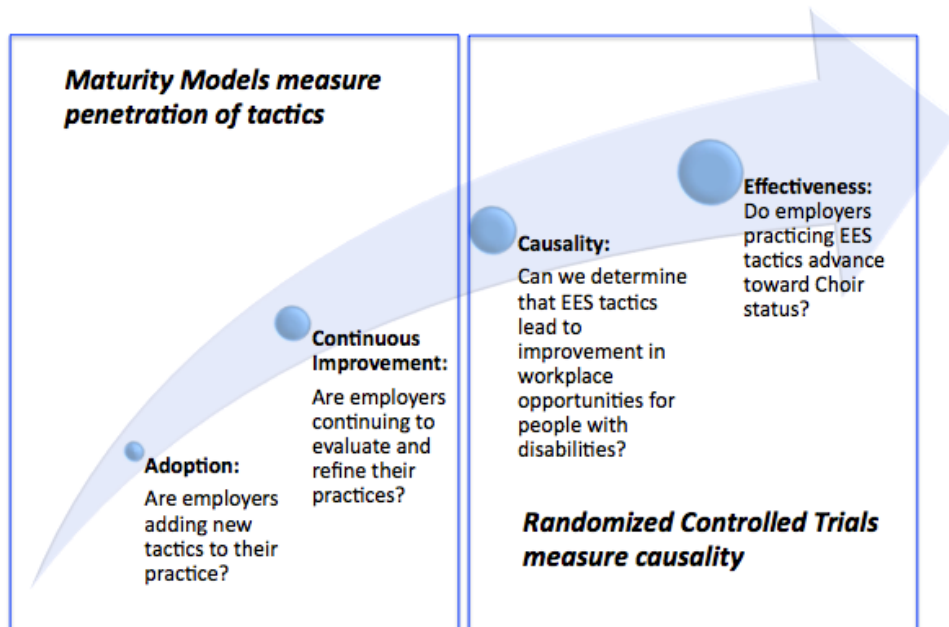 Maturity Models measure
penetration of tactics
Adoption:
Are employers
adding new
tactics to their
practice?
Continuous
Improvement:
Are employers
continuing to
evaluate and
refine their
practices?
Causality:
Can we determine
that EES tactics
lead to
improvement in
workplace
opportunities for
people with
disabilities?
Effectiveness:
Do employers
practicing EES
tactics advance
toward Choir
status?
Randomized Controlled Trials
measure causality